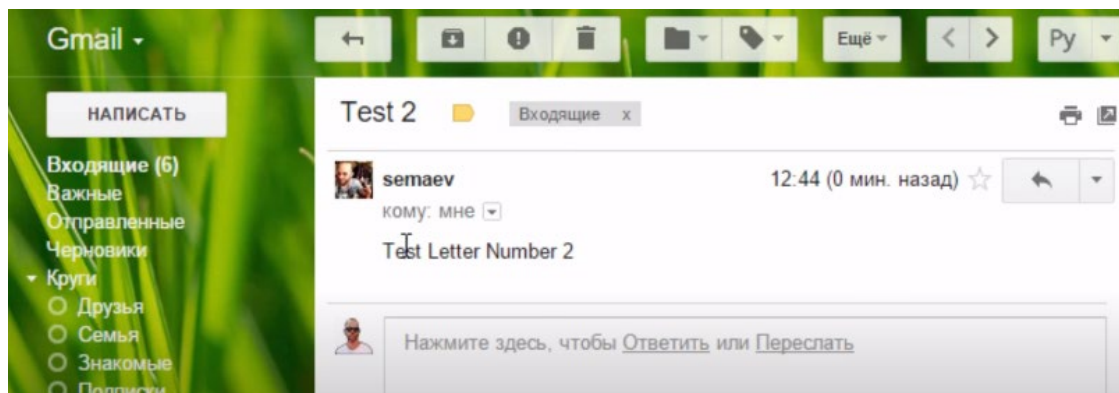 Gmail
Ещё
Ру
НАПИСАТЬ
Входящие (6)
Важные
Отправленные
Черновики
Круги
Друзья
Семья
Знакомые
Подписки
Test 2 Входящие x
semaev 12:44 (0 мин. назад)
кому: мне
Test Letter Number 2
Нажмите здесь, чтобы Ответить или Переслать